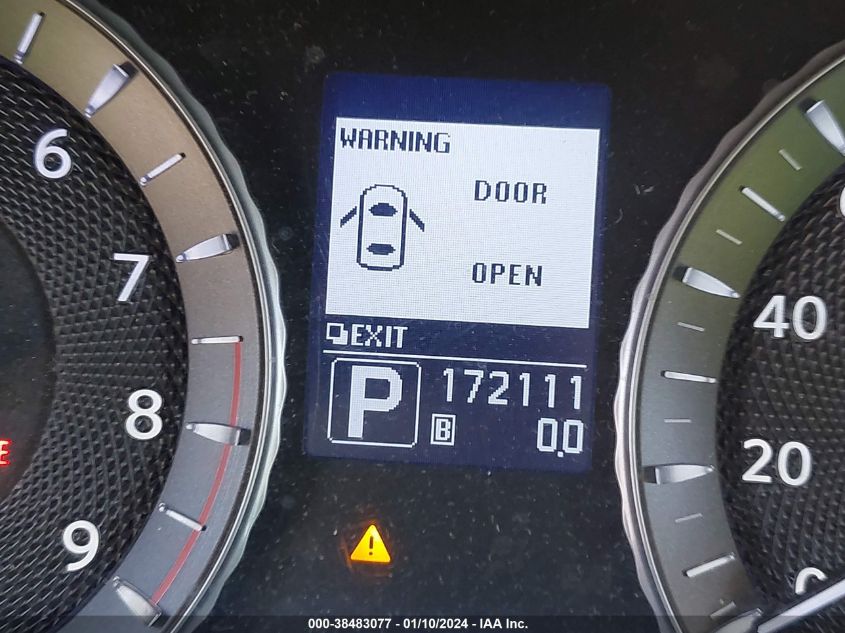 WARNING
DOOR
OPEN
EXIT
P
172111
B
0.0
6
7
8
9
40
20
0
E
000-38483077 - 01/10/2024 - IAA Inc.